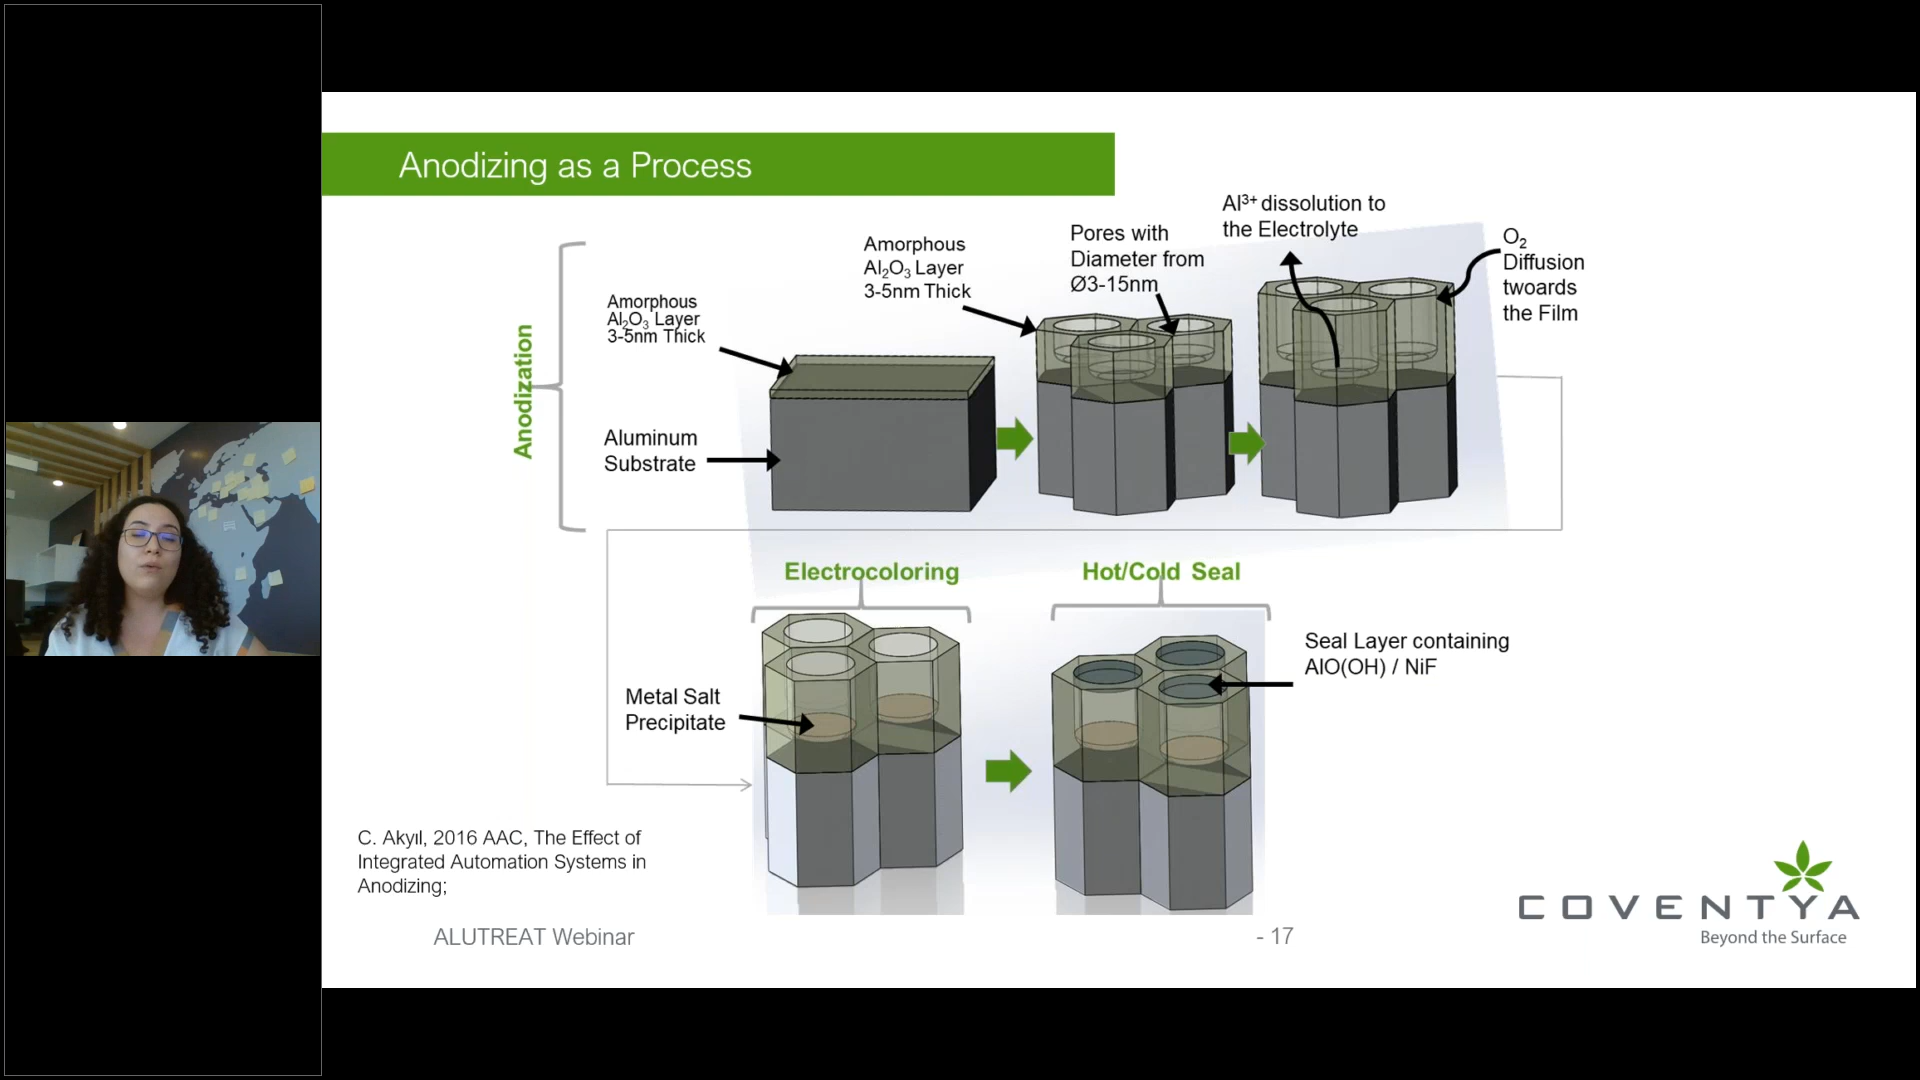 Anodizing as a Process
Al³⁺ dissolution to
the Electrolyte
Pores with
Diameter from
Ø3-15nm
O₂
Diffusion
twoards
the Film
Amorphous
Al₂O₃ Layer
3-5nm Thick
Amorphous
Al₂O₃ Layer
3-5nm Thick
Anodization
Aluminum
Substrate
Electrocoloring
Hot/Cold Seal
Seal Layer containing
AlO(OH) / NiF
Metal Salt
Precipitate
C. Akyıl, 2016 AAC, The Effect of
Integrated Automation Systems in
Anodizing;
COVENTYA
Beyond the Surface
ALUTREAT Webinar
- 17